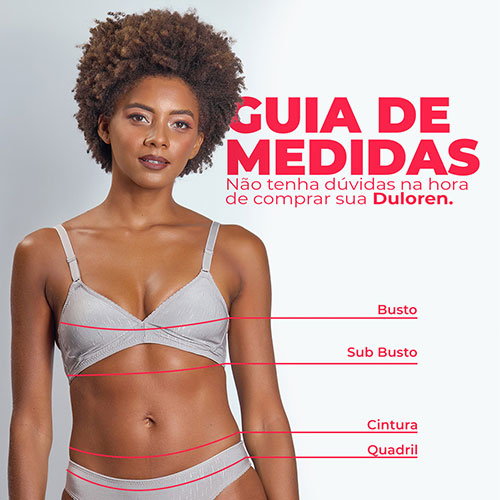 GUIA DE
MEDIDAS
Não tenha dúvidas na hora
de comprar sua Duloren.
Busto
Sub Busto
Cintura
Quadril